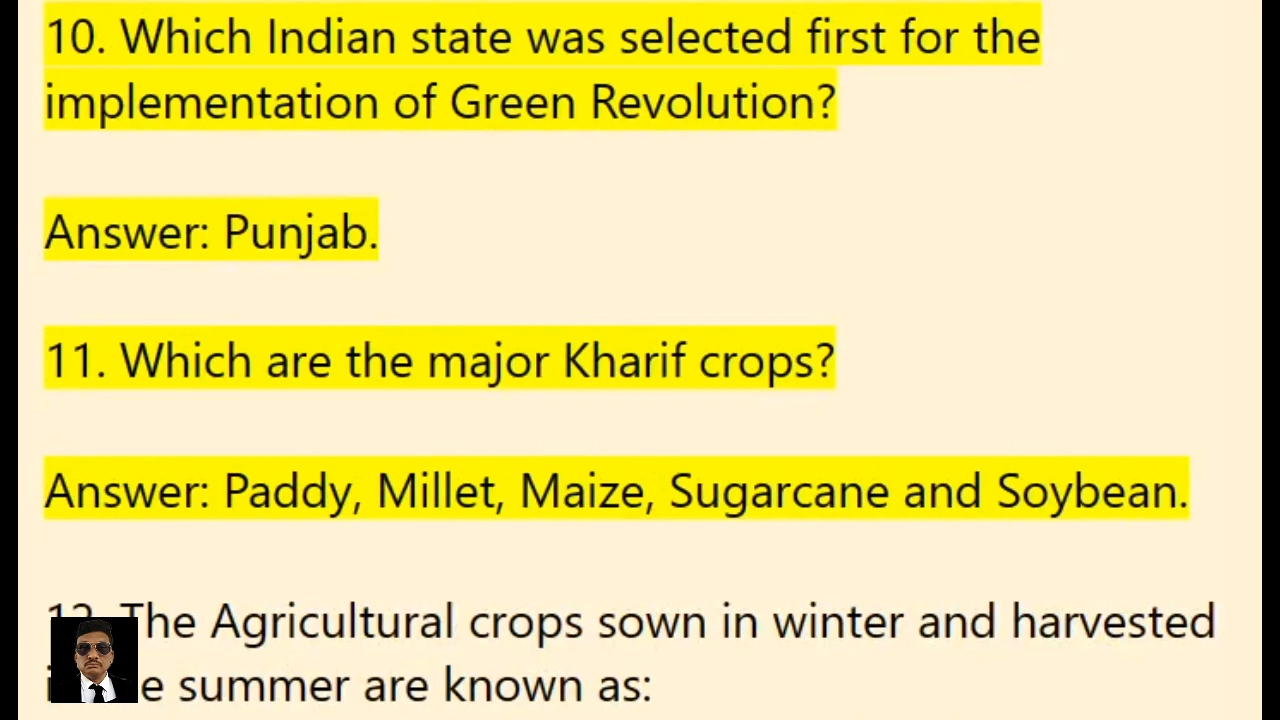 10. Which Indian state was selected first for the
implementation of Green Revolution?
Answer: Punjab.
11. Which are the major Kharif crops?
Answer: Paddy, Millet, Maize, Sugarcane and Soybean.
12. The Agricultural crops sown in winter and harvested
summer are known as: